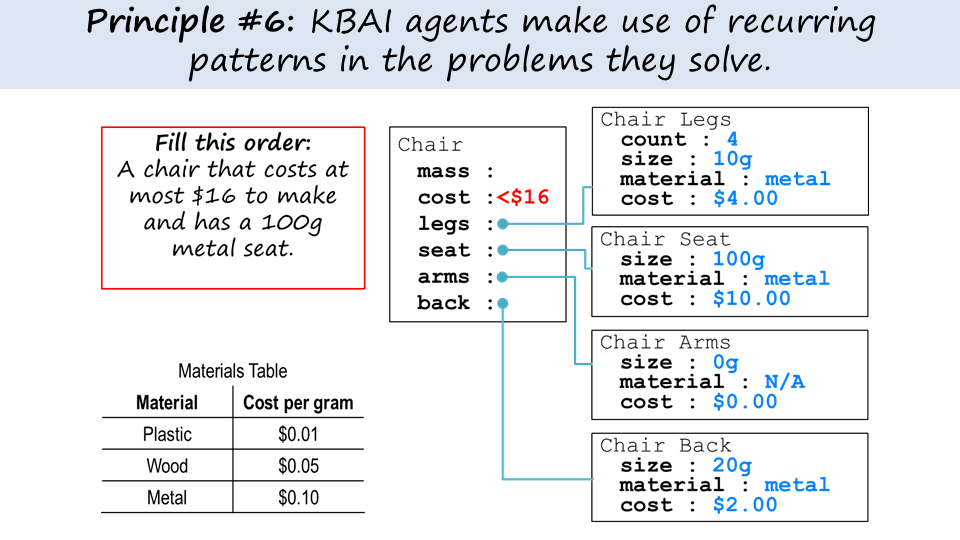 Principle #6: KBAI agents make use of recurring
patterns in the problems they solve.
Fill this order:
A chair that costs at
most $16 to make
and has a 100g
metal seat.
Materials Table
Material Cost per gram
Plastic $0.01
Wood $0.05
Metal $0.10
Chair
mass :
cost :<$16
legs :
seat :
arms :
back :
Chair Legs
count : 4
size : 10g
material : metal
cost : $4.00
Chair Seat
size : 100g
material : metal
cost : $10.00
Chair Arms
size : 0g
material : N/A
cost : $0.00
Chair Back
size : 20g
material : metal
cost : $2.00